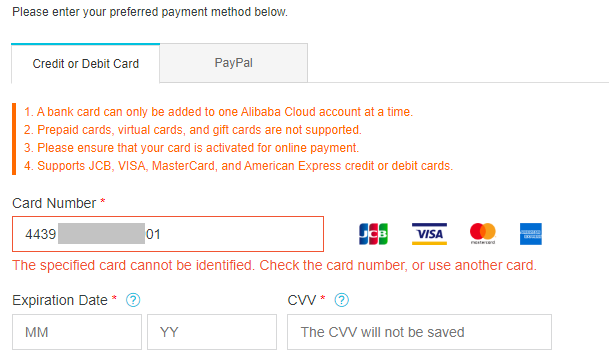 Please enter your preferred payment method below.
Credit or Debit Card
PayPal
1. A bank card can only be added to one Alibaba Cloud account at a time.
2. Prepaid cards, virtual cards, and gift cards are not supported.
3. Please ensure that your card is activated for online payment.
4. Supports JCB, VISA, MasterCard, and American Express credit or debit cards.
Card Number *
4439 01
JCB VISA mastercard
The specified card cannot be identified. Check the card number, or use another card.
Expiration Date * ? CVV * ?
MM YY The CVV will not be saved